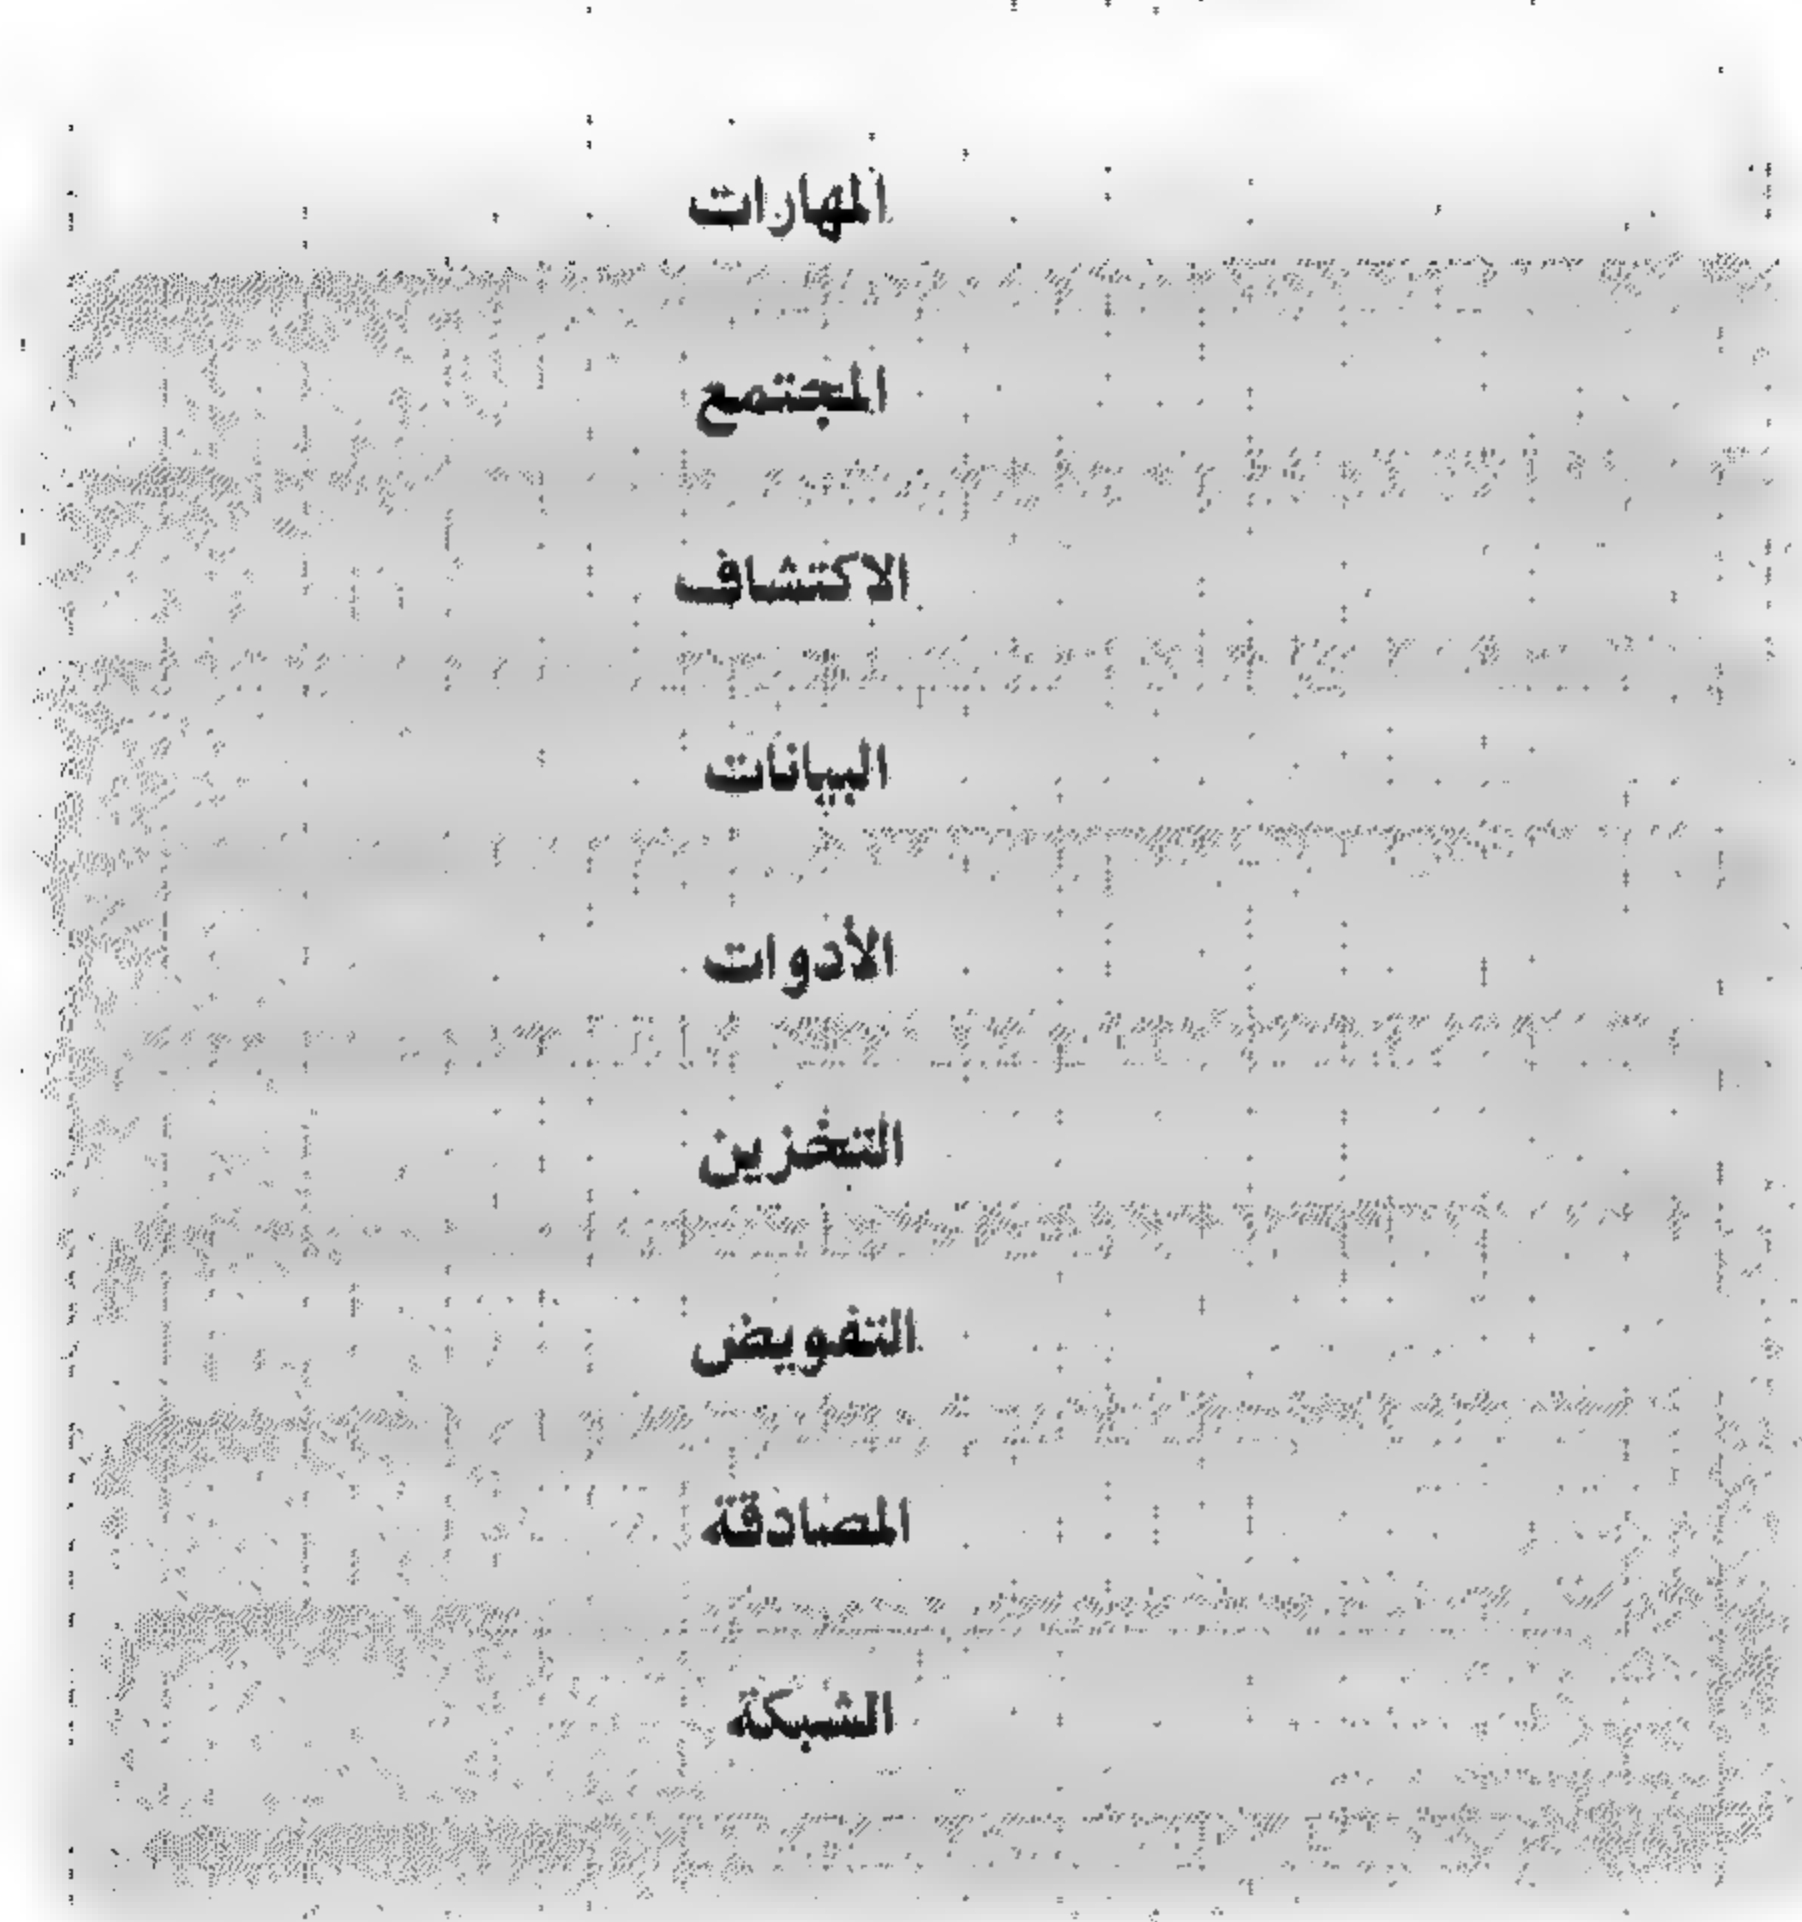 المهارات
المجتمع
الاكتشاف
البيانات
الأدوات
التخزين
التفويض
المصادقة
الشبكة